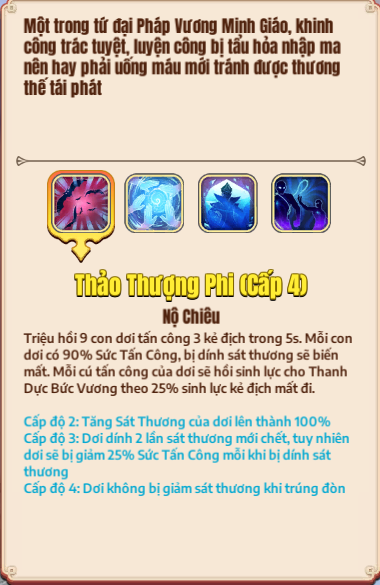 Một trong tứ đại Pháp Vương Minh Giáo, khinh
công trác tuyệt, luyện công bị tẩu hỏa nhập ma
nên hay phải uống máu mới tránh được thương
thế tái phát
Thảo Thượng Phi (Cấp 4)
Nộ Chiêu
Triệu hồi 9 con dơi tấn công 3 kẻ địch trong 5s. Mỗi con
dơi có 90% Sức Tấn Công, bị dính sát thương sẽ biến
mất. Mỗi cú tấn công của dơi sẽ hồi sinh lực cho Thanh
Dực Bức Vương theo 25% sinh lực kẻ địch mất đi.
Cấp độ 2: Tăng Sát Thương của dơi lên thành 100%
Cấp độ 3: Dơi dính 2 lần sát thương mới chết, tuy nhiên
dơi sẽ bị giảm 25% Sức Tấn Công mỗi khi bị dính sát
thương
Cấp độ 4: Dơi không bị giảm sát thương khi trúng đòn